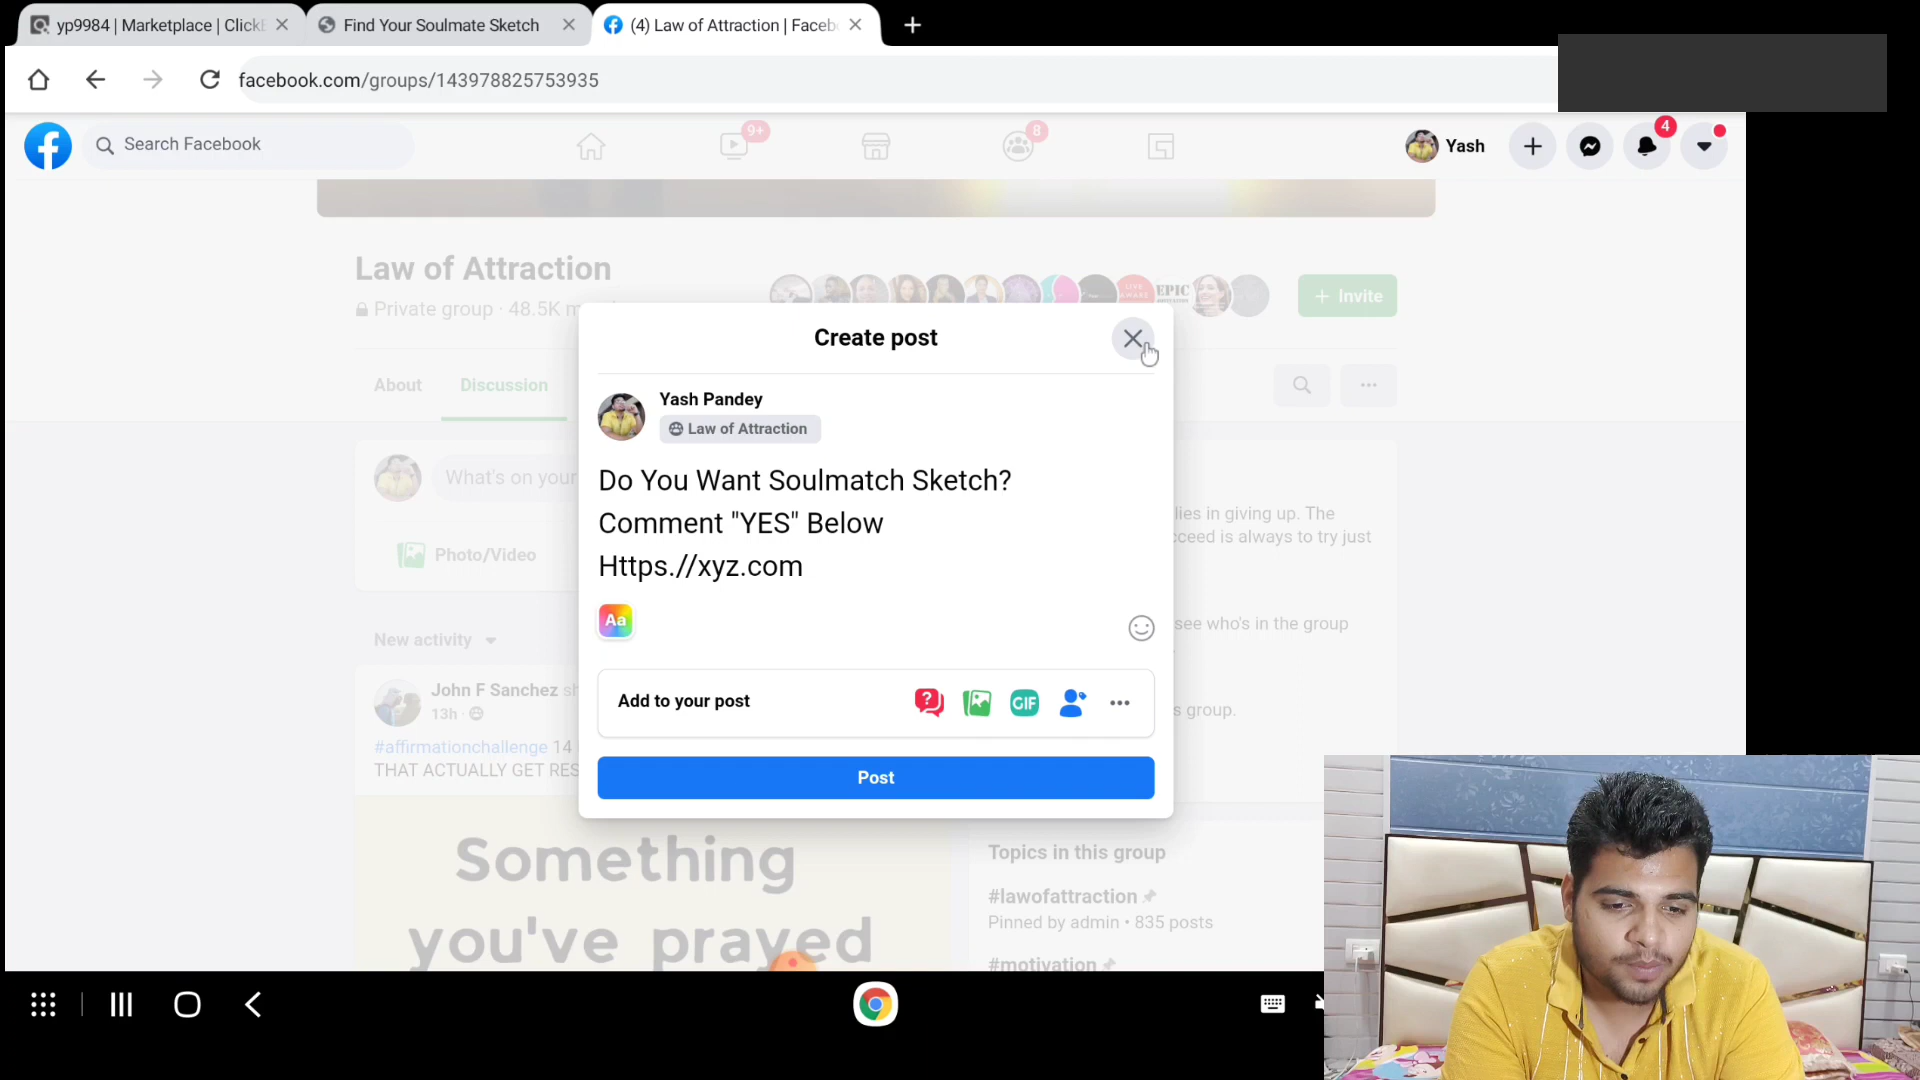 yp9984 | Marketplace | Click
Find Your Soulmate Sketch
(4) Law of Attraction | Faceb
facebook.com/groups/143978825753935
Search Facebook
9+
8
Yash
4
Law of Attraction
Private group · 48.5K m
LIVE AWARE
EPIC
+ Invite
Create post
About
Discussion
Yash Pandey
Law of Attraction
What's on your
Do You Want Soulmatch Sketch?
Comment "YES" Below
Https.//xyz.com
lies in giving up. The
ceed is always to try just
Photo/Video
Aa
see who's in the group
New activity
John F Sanchez sh
13h ·
Add to your post
GIF
s group.
#affirmationchallenge 14
THAT ACTUALLY GET RES
Post
Something
you've prayed
Topics in this group
#lawofattraction
Pinned by admin • 835 posts
#motivation